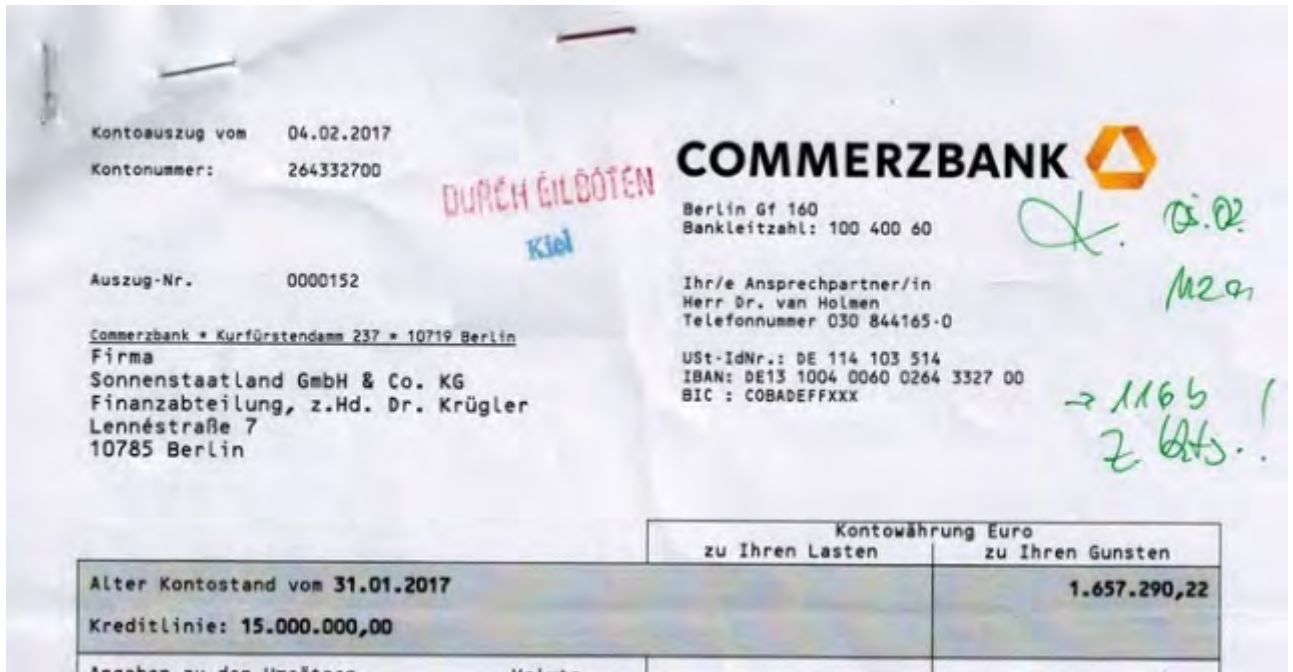 Kontoauszug vom 04.02.2017
Kontonummer: 264332700
DURCH EILBOTEN
Kiel
COMMERZBANK
Berlin Gf 160
Bankleitzahl: 100 400 60
Auszug-Nr. 0000152
Ihr/e Ansprechpartner/in
Herr Dr. van Holmen
Telefonnummer 030 844165-0
Commerzbank * Kurfürstendamm 237 * 10719 Berlin
Firma
Sonnenstaatland GmbH & Co. KG
Finanzabteilung, z.Hd. Dr. Krügler
Lennéstraße 7
10785 Berlin
USt-IdNr.: DE 114 103 514
IBAN: DE13 1004 0060 0264 3327 00
BIC : COBADEFFXXX
→ 116b !
Kontowährung Euro
zu Ihren Lasten zu Ihren Gunsten
Alter Kontostand vom 31.01.2017 1.657.290,22
Kreditlinie: 15.000.000,00